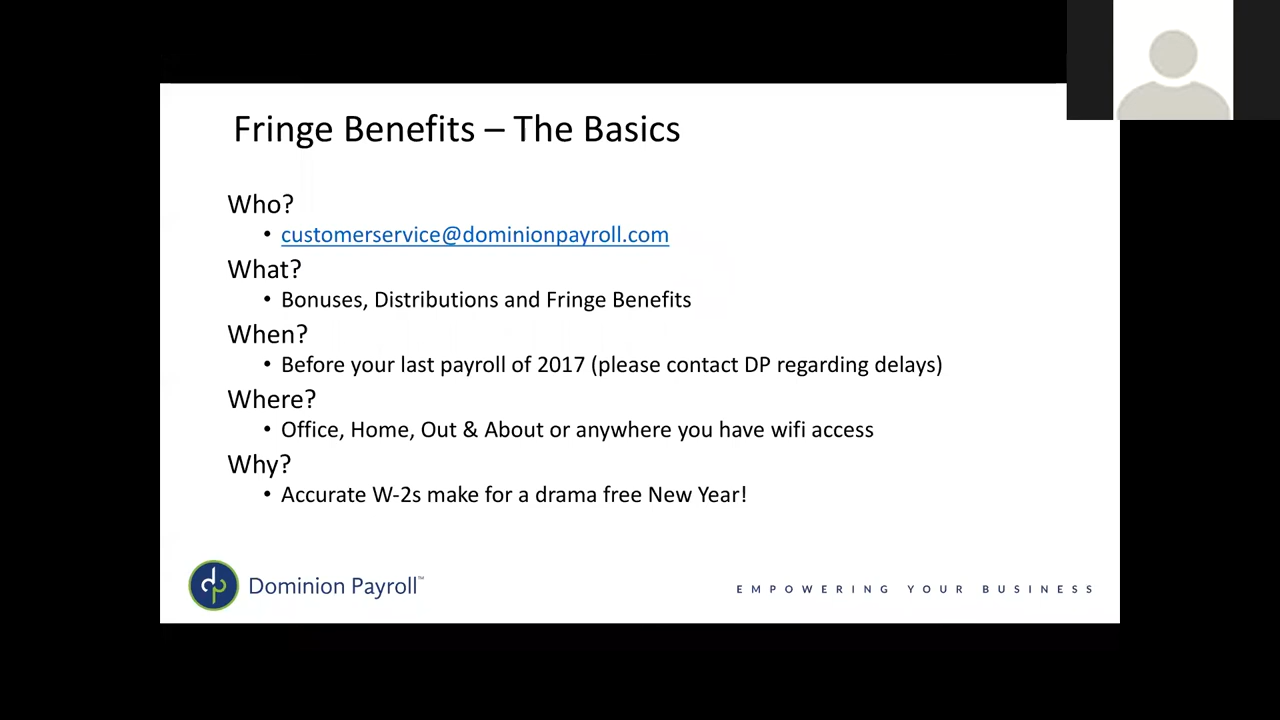 Fringe Benefits – The Basics
Who?
• customerservice@dominionpayroll.com
What?
• Bonuses, Distributions and Fringe Benefits
When?
• Before your last payroll of 2017 (please contact DP regarding delays)
Where?
• Office, Home, Out & About or anywhere you have wifi access
Why?
• Accurate W-2s make for a drama free New Year!
dp Dominion Payroll™
EMPOWERING YOUR BUSINESS